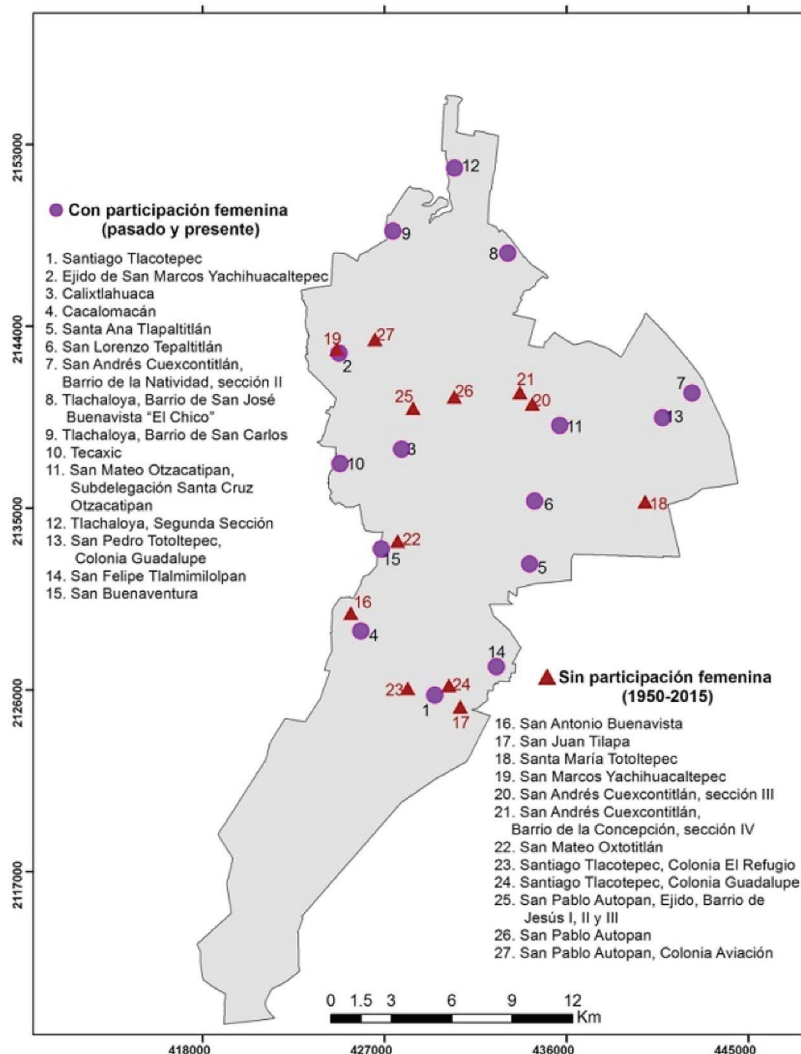 12
9
8
19
27
2
7
21
25
26
20
13
11
3
10
6
18
22
15
5
16
4
14
23
24
1
17
Con participación femenina
(pasado y presente)
1. Santiago Tlacotepec
2. Ejido de San Marcos Yachihuacaltepec
3. Calixtlahuaca
4. Cacalomacán
5. Santa Ana Tlapaltitlán
6. San Lorenzo Tepaltitlán
7. San Andrés Cuexcontitlán,
Barrio de la Natividad, sección II
8. Tlachaloya, Barrio de San José
Buenavista “El Chico”
9. Tlachaloya, Barrio de San Carlos
10. Tecaxic
11. San Mateo Otzacatipan,
Subdelegación Santa Cruz
Otzacatipan
12. Tlachaloya, Segunda Sección
13. San Pedro Totoltepec,
Colonia Guadalupe
14. San Felipe Tlalmimilolpan
15. San Buenaventura
Sin participación femenina
(1950-2015)
16. San Antonio Buenavista
17. San Juan Tilapa
18. Santa María Totoltepec
19. San Marcos Yachihuacaltepec
20. San Andrés Cuexcontitlán, sección III
21. San Andrés Cuexcontitlán,
Barrio de la Concepción, sección IV
22. San Mateo Oxtotitlán
23. Santiago Tlacotepec, Colonia El Refugio
24. Santiago Tlacotepec, Colonia Guadalupe
25. San Pablo Autopan, Ejido, Barrio de
Jesús I, II y III
26. San Pablo Autopan
27. San Pablo Autopan, Colonia Aviación
0 1.5 3 6 9 12
Km
2153000
2144000
2135000
2126000
2117000
418000 427000 436000 445000